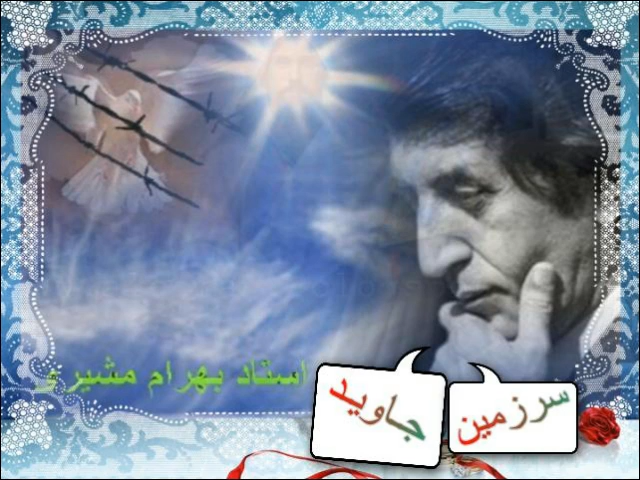 استاد بهرام مشیری
سرزمین
جاوید